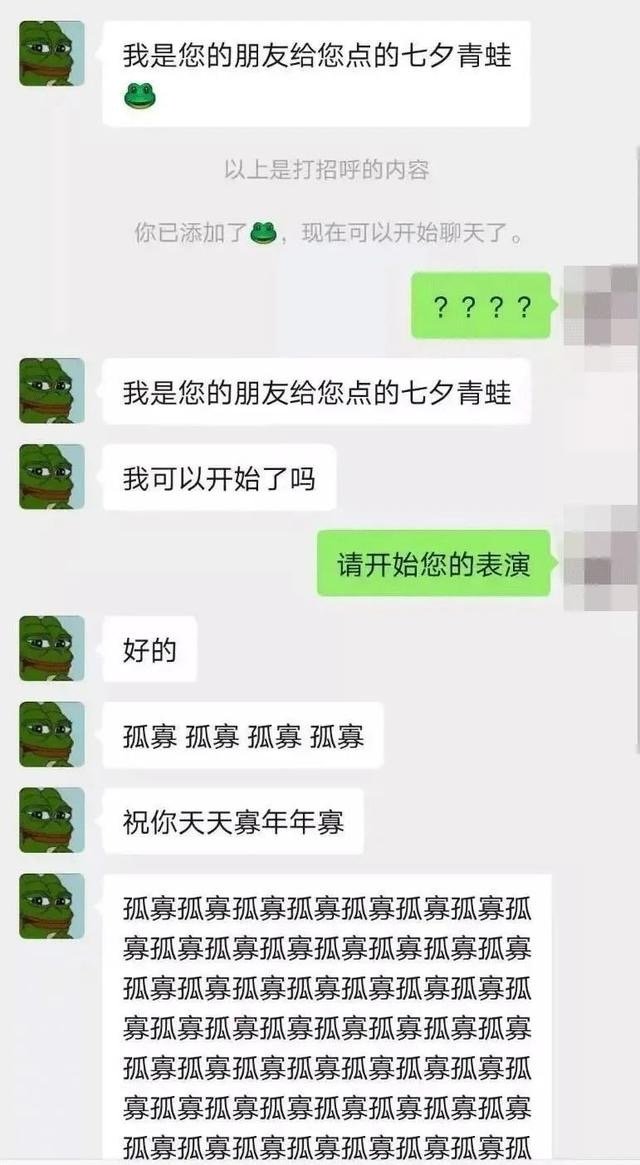 我是您的朋友给您点的七夕青蛙
🐸
以上是打招呼的内容
你已添加了🐸，现在可以开始聊天了。
？？？？
我是您的朋友给您点的七夕青蛙
我可以开始了吗
请开始您的表演
好的
孤寡 孤寡 孤寡 孤寡
祝你天天寡年年寡
孤寡孤寡孤寡孤寡孤寡孤寡孤寡孤
寡孤寡孤寡孤寡孤寡孤寡孤寡孤寡
孤寡孤寡孤寡孤寡孤寡孤寡孤寡孤
寡孤寡孤寡孤寡孤寡孤寡孤寡孤寡
孤寡孤寡孤寡孤寡孤寡孤寡孤寡孤
寡孤寡孤寡孤寡孤寡孤寡孤寡孤寡
孤寡孤寡孤寡孤寡孤寡孤寡孤寡孤